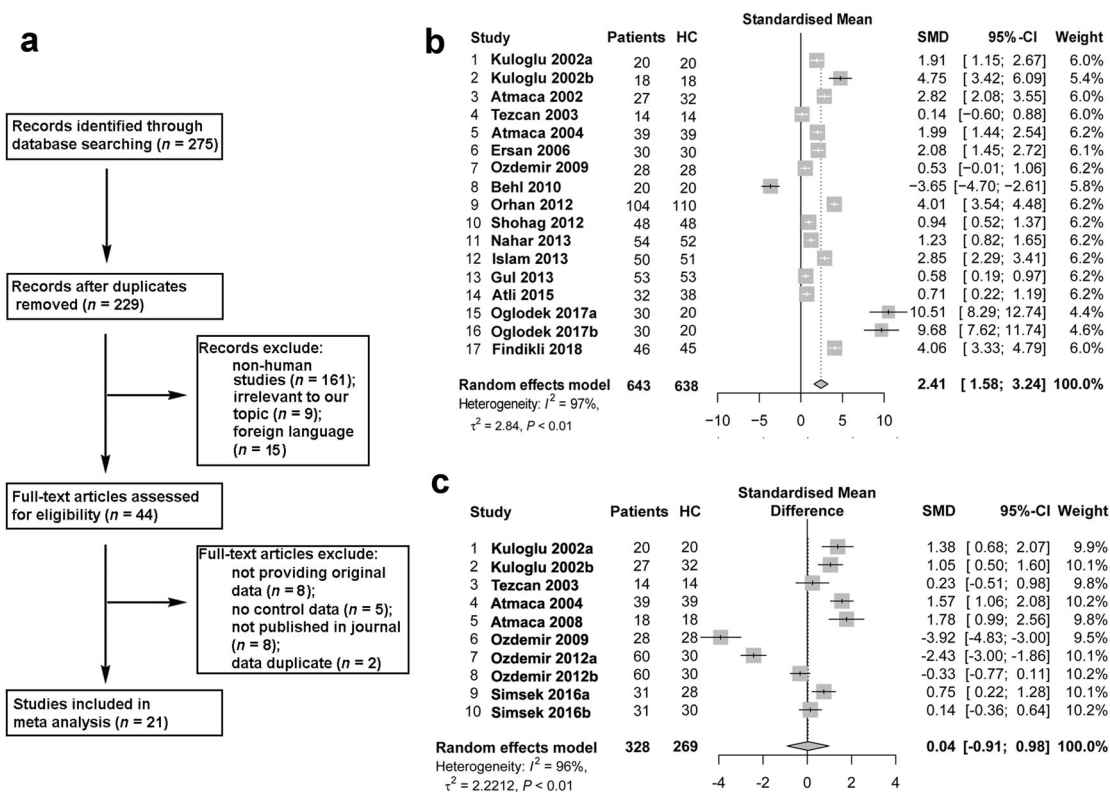 a
Records identified through
database searching (n = 275)
Records after duplicates
removed (n = 229)
Records exclude:
non-human
studies (n = 161);
irrelevant to our
topic (n = 9);
foreign language
(n = 15)
Full-text articles assessed
for eligibility (n = 44)
Full-text articles exclude:
not providing original
data (n = 8);
no control data (n = 5);
not published in journal
(n = 8);
data duplicate (n = 2)
Studies included in
meta analysis (n = 21)
b
Standardised Mean
Study Patients HC SMD 95%-CI Weight
1 Kuloglu 2002a 20 20 1.91 [ 1.15; 2.67] 6.0%
2 Kuloglu 2002b 18 18 4.75 [ 3.42; 6.09] 5.4%
3 Atmaca 2002 27 32 2.82 [ 2.08; 3.55] 6.0%
4 Tezcan 2003 14 14 0.14 [−0.60; 0.88] 6.0%
5 Atmaca 2004 39 39 1.99 [ 1.44; 2.54] 6.2%
6 Ersan 2006 30 30 2.08 [ 1.45; 2.72] 6.1%
7 Ozdemir 2009 28 28 0.53 [−0.01; 1.06] 6.2%
8 Behl 2010 20 20 −3.65 [−4.70; −2.61] 5.8%
9 Orhan 2012 104 110 4.01 [ 3.54; 4.48] 6.2%
10 Shohag 2012 48 48 0.94 [ 0.52; 1.37] 6.2%
11 Nahar 2013 54 52 1.23 [ 0.82; 1.65] 6.2%
12 Islam 2013 50 51 2.85 [ 2.29; 3.41] 6.2%
13 Gul 2013 53 53 0.58 [ 0.19; 0.97] 6.2%
14 Atli 2015 32 38 0.71 [ 0.22; 1.19] 6.2%
15 Oglodek 2017a 30 20 10.51 [ 8.29; 12.74] 4.4%
16 Oglodek 2017b 30 20 9.68 [ 7.62; 11.74] 4.6%
17 Findikli 2018 46 45 4.06 [ 3.33; 4.79] 6.0%
Random effects model 643 638 2.41 [ 1.58; 3.24] 100.0%
Heterogeneity: I² = 97%,
τ² = 2.84, P < 0.01
−10 −5 0 5 10
c
Standardised Mean
Difference
Study Patients HC SMD 95%-CI Weight
1 Kuloglu 2002a 20 20 1.38 [ 0.68; 2.07] 9.9%
2 Kuloglu 2002b 27 32 1.05 [ 0.50; 1.60] 10.1%
3 Tezcan 2003 14 14 0.23 [-0.51; 0.98] 9.8%
4 Atmaca 2004 39 39 1.57 [ 1.06; 2.08] 10.2%
5 Atmaca 2008 18 18 1.78 [ 0.99; 2.56] 9.8%
6 Ozdemir 2009 28 28 -3.92 [-4.83; -3.00] 9.5%
7 Ozdemir 2012a 60 30 -2.43 [-3.00; -1.86] 10.1%
8 Ozdemir 2012b 60 30 -0.33 [-0.77; 0.11] 10.2%
9 Simsek 2016a 31 28 0.75 [ 0.22; 1.28] 10.1%
10 Simsek 2016b 31 30 0.14 [-0.36; 0.64] 10.2%
Random effects model 328 269 0.04 [-0.91; 0.98] 100.0%
Heterogeneity: I² = 96%,
τ² = 2.2212, P < 0.01
−4 −2 0 2 4